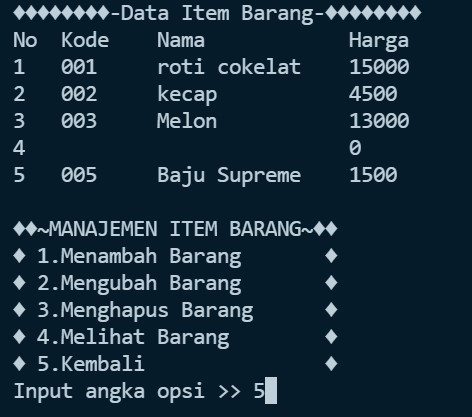 ♦♦♦♦♦♦♦♦-Data Item Barang-♦♦♦♦♦♦♦♦
No Kode Nama Harga
1 001 roti cokelat 15000
2 002 kecap 4500
3 003 Melon 13000
4 0
5 005 Baju Supreme 1500
♦♦~MANAJEMEN ITEM BARANG~♦♦
♦ 1.Menambah Barang ♦
♦ 2.Mengubah Barang ♦
♦ 3.Menghapus Barang ♦
♦ 4.Melihat Barang ♦
♦ 5.Kembali ♦
Input angka opsi >> 5